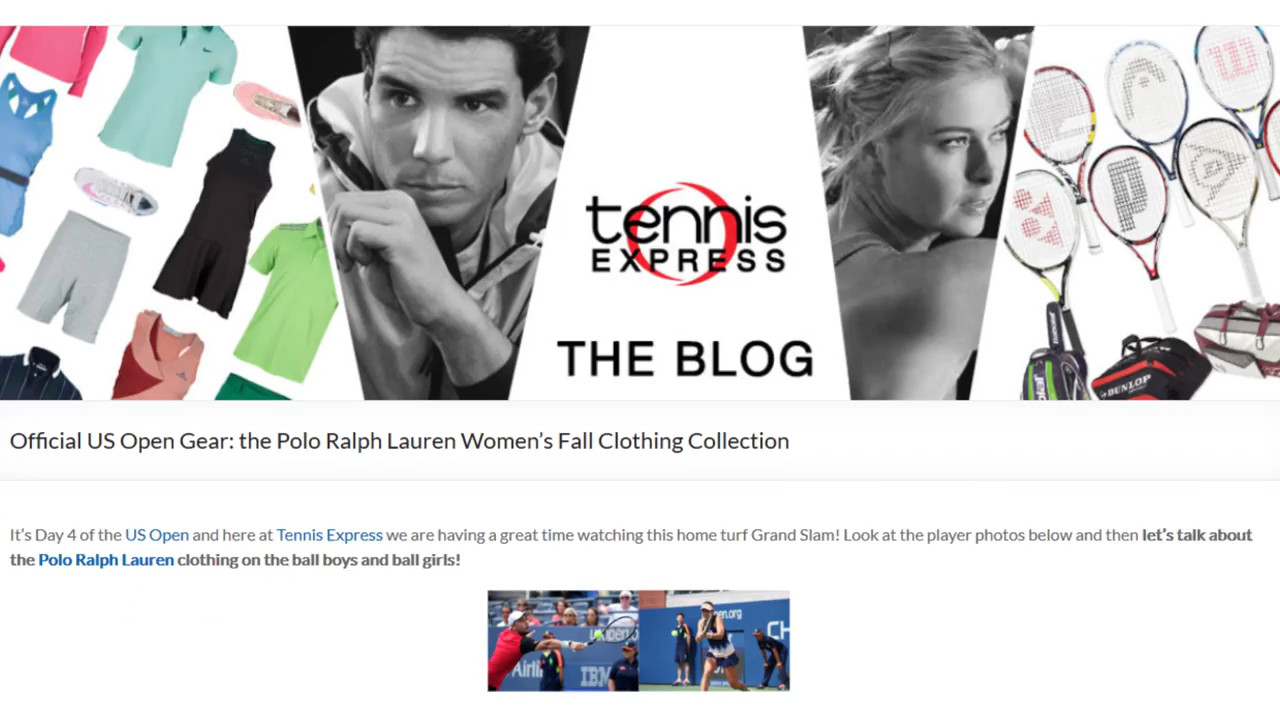 tennis
EXPRESS
THE BLOG
DUNLOP
Official US Open Gear: the Polo Ralph Lauren Women’s Fall Clothing Collection
It’s Day 4 of the US Open and here at Tennis Express we are having a great time watching this home turf Grand Slam! Look at the player photos below and then let’s talk about
the Polo Ralph Lauren clothing on the ball boys and ball girls!
IBM